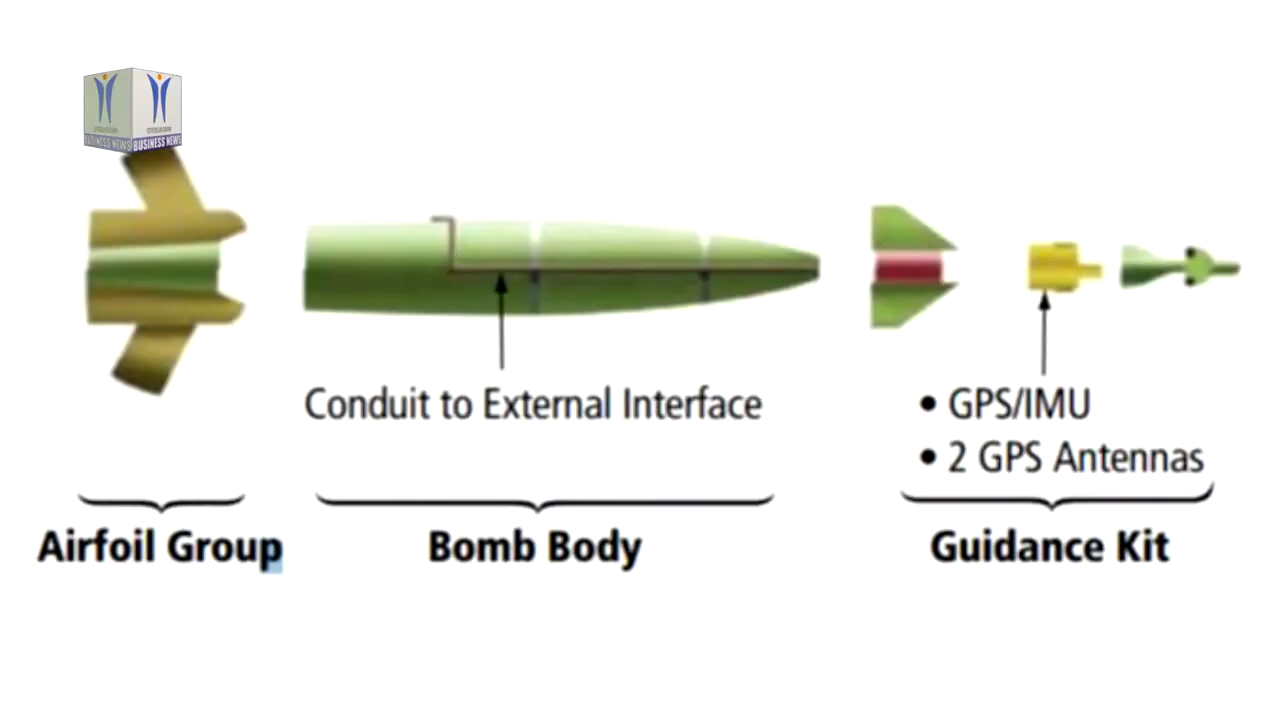 BUSINESS NEWS
BUSINESS NEWS
Conduit to External Interface
• GPS/IMU
• 2 GPS Antennas
Airfoil Group
Bomb Body
Guidance Kit